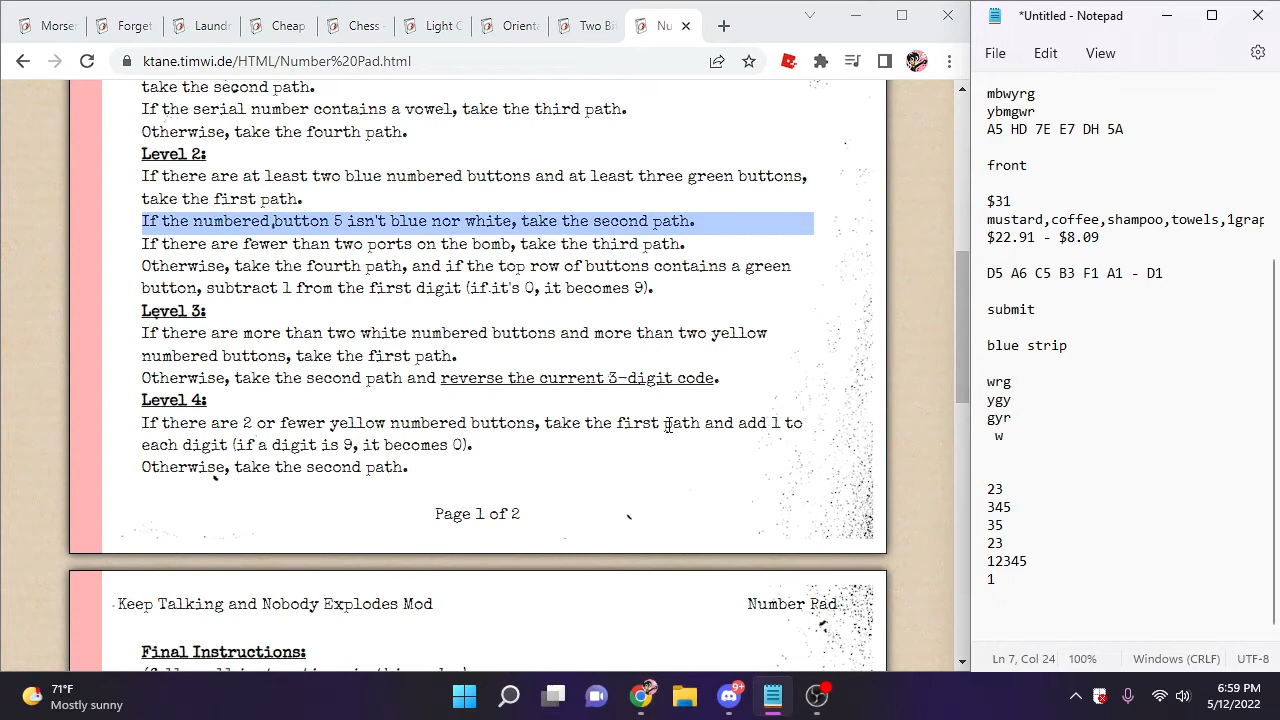 Morser
Forget
Laund
Cheap
Chess -
Light C
Orient
Two Bi
Nu
ktane.timwi.de/HTML/Number%20Pad.html
take the second path.
If the serial number contains a vowel, take the third path.
Otherwise, take the fourth path.
Level 2:
If there are at least two blue numbered buttons and at least three green buttons,
take the first path.
If the numbered button 5 isn't blue nor white, take the second path.
If there are fewer than two ports on the bomb, take the third path.
Otherwise, take the fourth path, and if the top row of buttons contains a green
button, subtract 1 from the first digit (if it's 0, it becomes 9).
Level 3:
If there are more than two white numbered buttons and more than two yellow
numbered buttons, take the first path.
Otherwise, take the second path and reverse the current 3-digit code.
Level 4:
If there are 2 or fewer yellow numbered buttons, take the first path and add 1 to
each digit (if a digit is 9, it becomes 0).
Otherwise, take the second path.
Page 1 of 2
Keep Talking and Nobody Explodes Mod
Number Pad
Final Instructions:
*Untitled - Notepad
File Edit View
mbwyrg
ybmgwr
A5 HD 7E E7 DH 5A
front
$31
mustard,coffee,shampoo,towels,1gra
$22.91 - $8.09
D5 A6 C5 B3 F1 A1 - D1
submit
blue strip
wrg
ygy
gyr
w
23
345
35
23
12345
1
Ln 7, Col 24
100%
Windows (CRLF)
UTF-8
71°F
Mostly sunny
9+
6:59 PM
5/12/2022